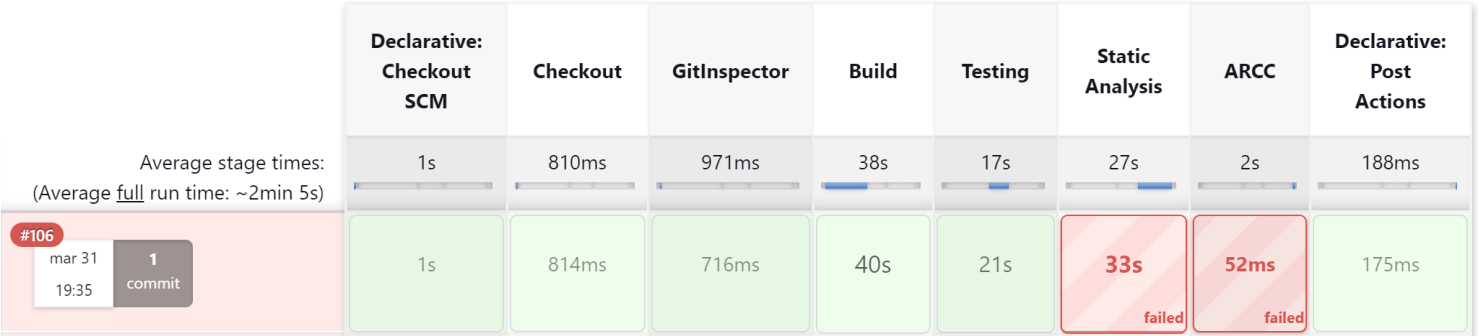 Declarative:
Checkout
SCM
Checkout
GitInspector
Build
Testing
Static
Analysis
ARCC
Declarative:
Post
Actions
Average stage times:
(Average full run time: ~2min 5s)
1s
810ms
971ms
38s
17s
27s
2s
188ms
#106
mar 31
19:35
1
commit
1s
814ms
716ms
40s
21s
33s
failed
52ms
failed
175ms